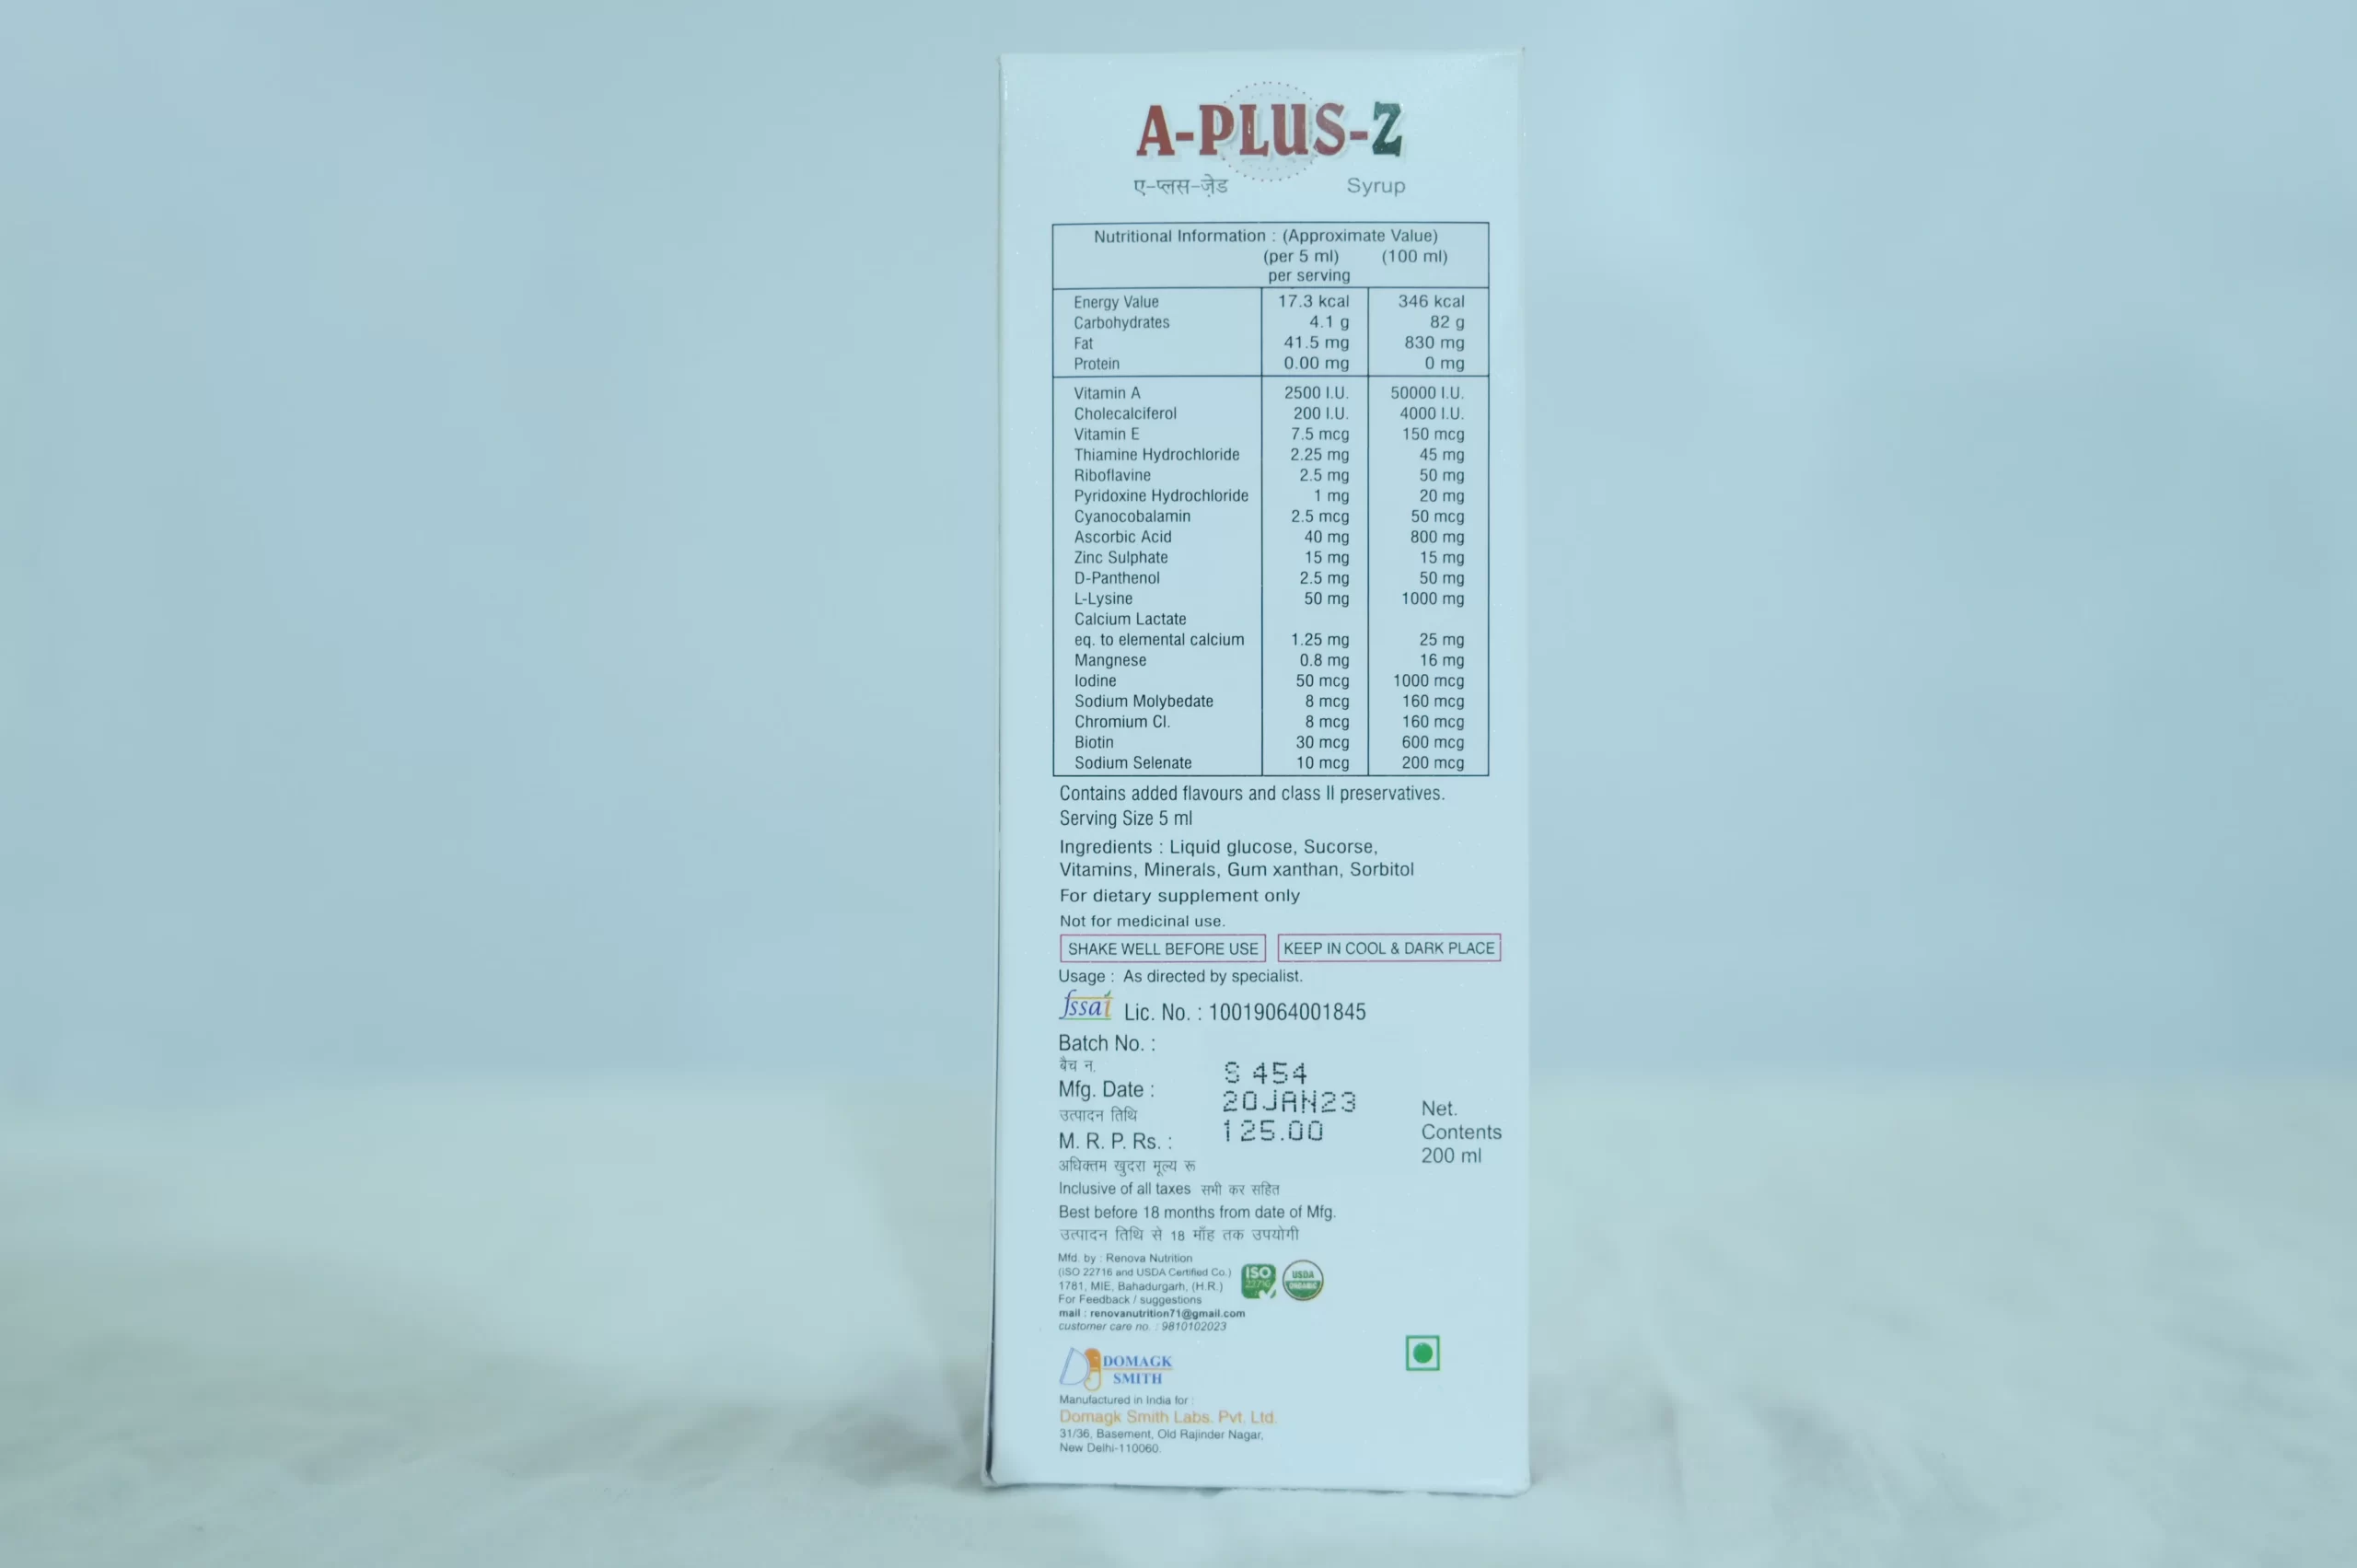 A-PLUS-Z
ए-प्लस-ज़ेड Syrup
Nutritional Information : (Approximate Value)
(per 5 ml) (100 ml)
per serving
Energy Value 17.3 kcal 346 kcal
Carbohydrates 4.1 g 82 g
Fat 41.5 mg 830 mg
Protein 0.00 mg 0 mg
Vitamin A 2500 I.U. 50000 I.U.
Cholecalciferol 200 I.U. 4000 I.U.
Vitamin E 7.5 mcg 150 mcg
Thiamine Hydrochloride 2.25 mg 45 mg
Riboflavine 2.5 mg 50 mg
Pyridoxine Hydrochloride 1 mg 20 mg
Cyanocobalamin 2.5 mcg 50 mcg
Ascorbic Acid 40 mg 800 mg
Zinc Sulphate 15 mg 15 mg
D-Panthenol 2.5 mg 50 mg
L-Lysine 50 mg 1000 mg
Calcium Lactate
eq. to elemental calcium 1.25 mg 25 mg
Mangnese 0.8 mg 16 mg
Iodine 50 mcg 1000 mcg
Sodium Molybedate 8 mcg 160 mcg
Chromium Cl. 8 mcg 160 mcg
Biotin 30 mcg 600 mcg
Sodium Selenate 10 mcg 200 mcg
Contains added flavours and class II preservatives.
Serving Size 5 ml
Ingredients : Liquid glucose, Sucorse,
Vitamins, Minerals, Gum xanthan, Sorbitol
For dietary supplement only
Not for medicinal use.
SHAKE WELL BEFORE USE KEEP IN COOL & DARK PLACE
Usage : As directed by specialist.
fssai Lic. No. : 10019064001845
Batch No. :
बैच न. S 454
Mfg. Date : 20JAN23
उत्पादन तिथि
M. R. P. Rs. : 125.00
अधिक्तम खुदरा मूल्य रू
Net.
Contents
200 ml
Inclusive of all taxes सभी कर सहित
Best before 18 months from date of Mfg.
उत्पादन तिथि से 18 माँह तक उपयोगी
Mfd. by : Renova Nutrition
(ISO 22716 and USDA Certified Co.)
1781, MIE, Bahadurgarh, (H.R.)
For Feedback / suggestions
mail : renovanutrition71@gmail.com
customer care no. : 9810102023
ISO
22716
USDA
ORGANIC
DOMAGK
SMITH
Manufactured in India for :
Domagk Smith Labs. Pvt. Ltd.
31/36, Basement, Old Rajinder Nagar,
New Delhi-110060.